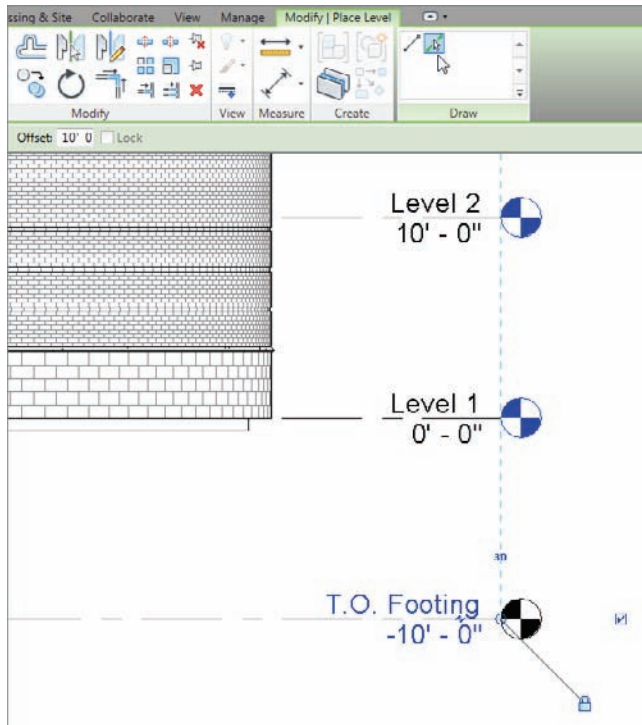 ssing & Site Collaborate View Manage Modify | Place Level
Modify View Measure Create Draw
Offset: 10' 0 Lock
Level 2
10' - 0"
Level 1
0' - 0"
3D
T.O. Footing
-10' - 0"